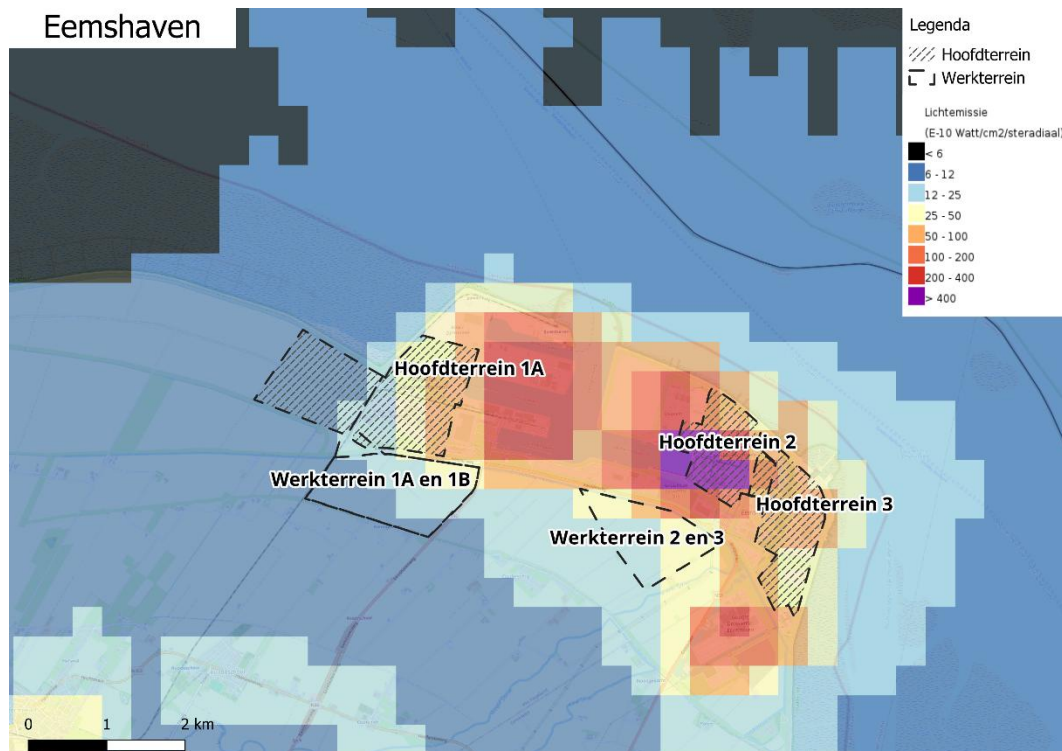 Eemshaven
Legenda
Hoofdterrein
Werkterrein
Lichtemissie
(E-10 Watt/cm2/steradiaal)
< 6
6 - 12
12 - 25
25 - 50
50 - 100
100 - 200
200 - 400
> 400
Hoofdterrein 1A
Hoofdterrein 2
Werkterrein 1A en 1B
Hoofdterrein 3
Werkterrein 2 en 3
0 1 2 km